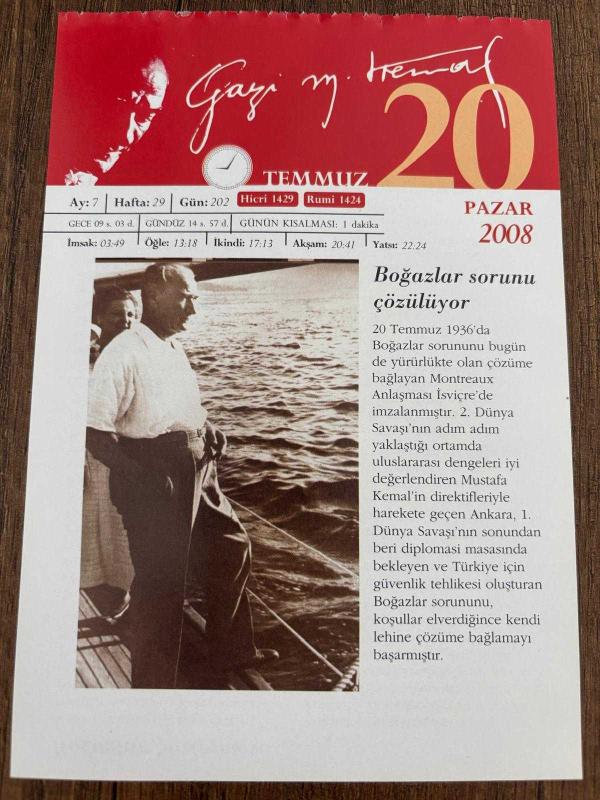 Gazi M. Kemal
20
TEMMUZ
Ay: 7 Hafta: 29 Gün: 202 Hicri 1429 Rumi 1424
PAZAR
2008
GECE 09 s. 03 d. GÜNDÜZ 14 s. 57 d. GÜNÜN KISALMASI: 1 dakika
İmsak: 03:49 Öğle: 13:18 İkindi: 17:13 Akşam: 20:41 Yatsı: 22:24
Boğazlar sorunu
çözülüyor
20 Temmuz 1936'da
Boğazlar sorununu bugün
de yürürlükte olan çözüme
bağlayan Montreaux
Anlaşması İsviçre'de
imzalanmıştır. 2. Dünya
Savaşı'nın adım adım
yaklaştığı ortamda
uluslararası dengeleri iyi
değerlendiren Mustafa
Kemal'in direktifleriyle
harekete geçen Ankara, 1.
Dünya Savaşı'nın sonundan
beri diplomasi masasında
bekleyen ve Türkiye için
güvenlik tehlikesi oluşturan
Boğazlar sorununu,
koşullar elverdiğince kendi
lehine çözüme bağlamayı
başarmıştır.